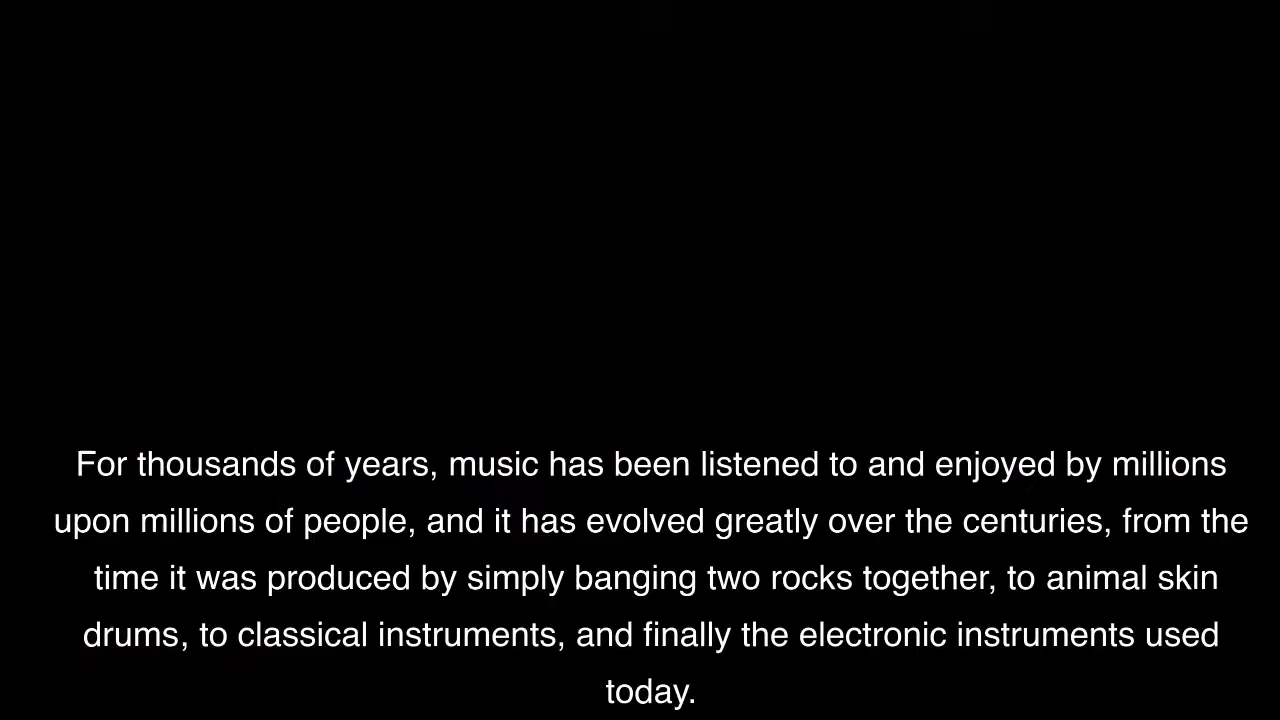 For thousands of years, music has been listened to and enjoyed by millions
upon millions of people, and it has evolved greatly over the centuries, from the
time it was produced by simply banging two rocks together, to animal skin
drums, to classical instruments, and finally the electronic instruments used
today.